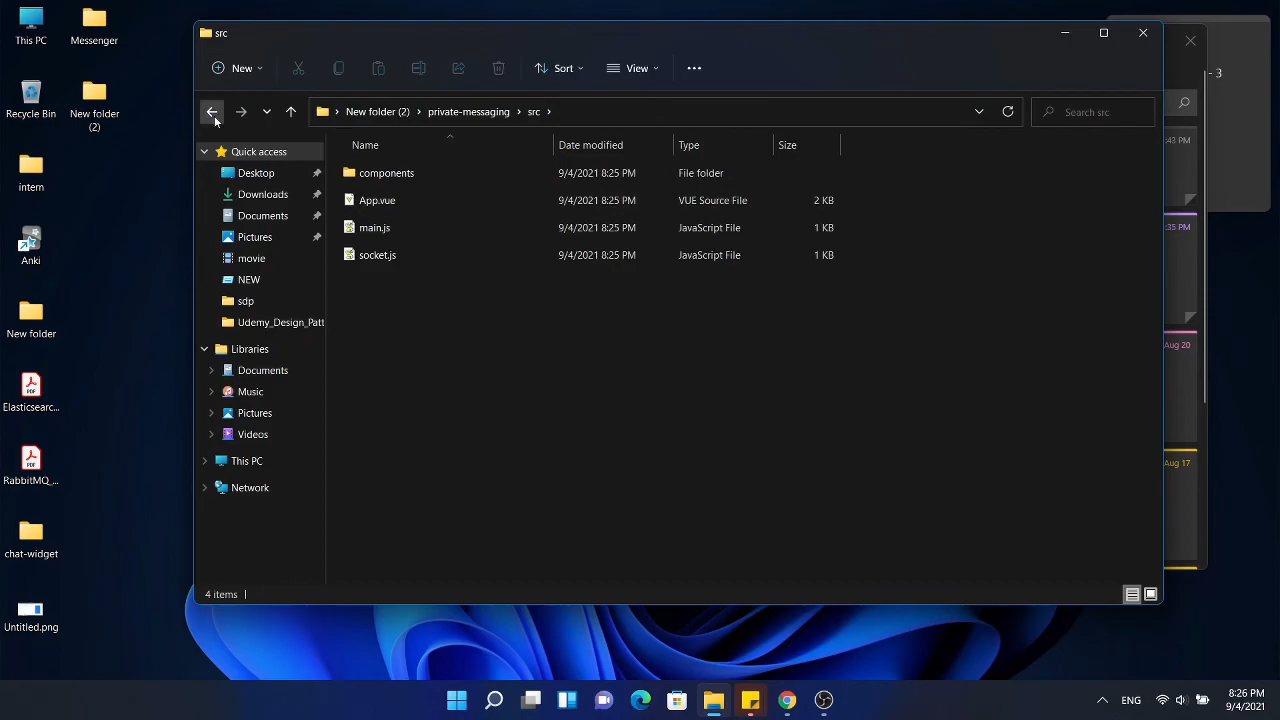 This PC
Messenger
Recycle Bin
New folder
(2)
intern
Anki
New folder
Elasticsearc...
RabbitMQ_...
chat-widget
Untitled.png
src
New
Sort
View
New folder (2) private-messaging src
Search src
Name Date modified Type Size
components 9/4/2021 8:25 PM File folder
App.vue 9/4/2021 8:25 PM VUE Source File 2 KB
main.js 9/4/2021 8:25 PM JavaScript File 1 KB
socket.js 9/4/2021 8:25 PM JavaScript File 1 KB
Quick access
Desktop
Downloads
Documents
Pictures
movie
NEW
sdp
Udemy_Design_Patt
Libraries
Documents
Music
Pictures
Videos
This PC
Network
4 items
- 3
:43 PM
:35 PM
Aug 20
Aug 17
PDF
PDF
ENG
8:26 PM
9/4/2021